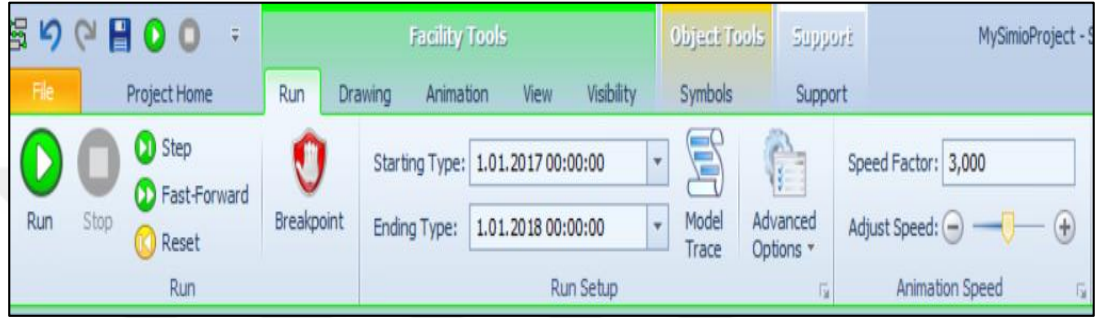 Facility Tools Object Tools Support MySimioProject - S
File Project Home Run Drawing Animation View Visibility Symbols Support
Run
Stop
Step
Fast-Forward
Reset
Run
Breakpoint
Starting Type: 1.01.2017 00:00:00
Ending Type: 1.01.2018 00:00:00
Model
Trace
Advanced
Options
Run Setup
Speed Factor: 3,000
Adjust Speed:
Animation Speed